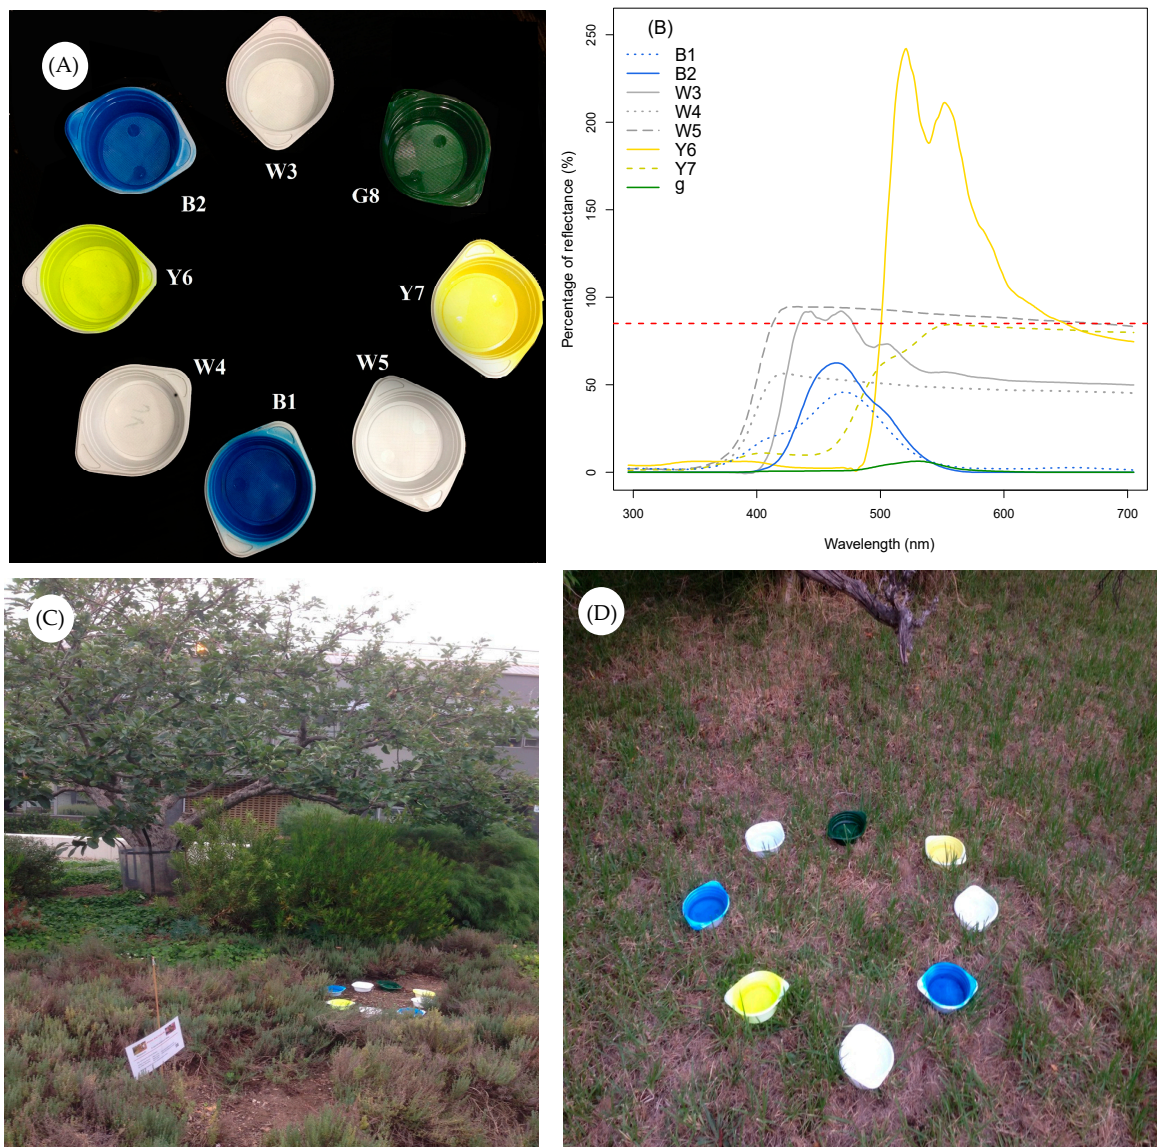 (A)
W3
G8
B2
Y6
Y7
W4
W5
B1
(B)
B1
B2
W3
W4
W5
Y6
Y7
g
Percentage of reflectance (%)
250
200
150
100
50
0
300 400 500 600 700
Wavelength (nm)
(C)
(D)